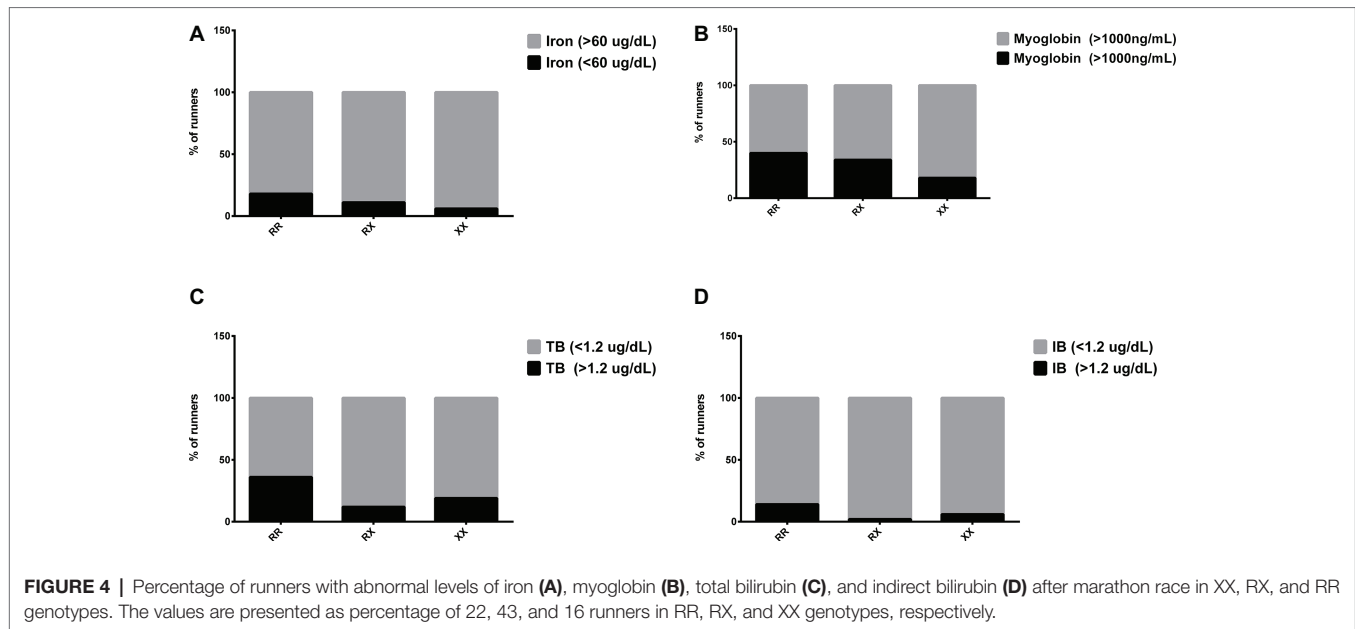 A
150
100
50
0
% of runners
RR
RX
XX
Iron (>60 ug/dL)
Iron (<60 ug/dL)
B
150
100
50
0
% of runners
RR
RX
XX
Myoglobin (>1000ng/mL)
Myoglobin (>1000ng/mL)
C
150
100
50
0
% of runners
RR
RX
XX
TB (<1.2 ug/dL)
TB (>1.2 ug/dL)
D
150
100
50
0
% of runners
RR
RX
XX
IB (<1.2 ug/dL)
IB (>1.2 ug/dL)
FIGURE 4 | Percentage of runners with abnormal levels of iron (A), myoglobin (B), total bilirubin (C), and indirect bilirubin (D) after marathon race in XX, RX, and RR
genotypes. The values are presented as percentage of 22, 43, and 16 runners in RR, RX, and XX genotypes, respectively.